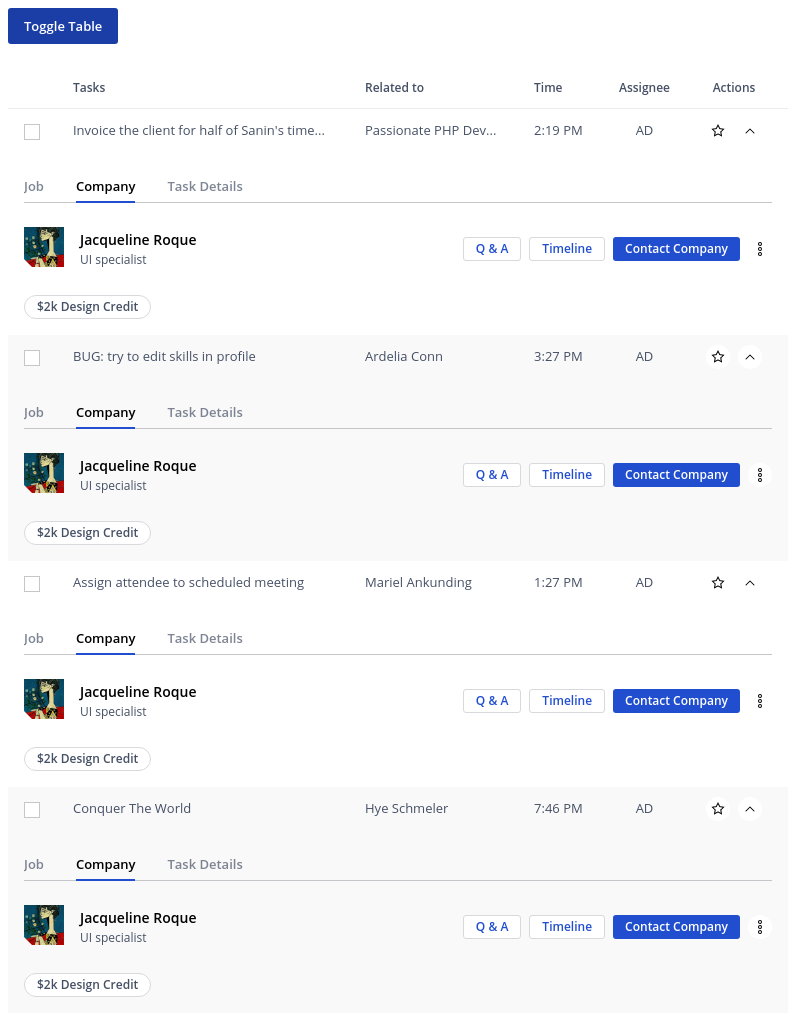 Toggle Table
Tasks Related to Time Assignee Actions
Invoice the client for half of Sanin's time... Passionate PHP Dev... 2:19 PM AD
Job Company Task Details
Jacqueline Roque
UI specialist
Q & A Timeline Contact Company
$2k Design Credit
BUG: try to edit skills in profile Ardelia Conn 3:27 PM AD
Job Company Task Details
Jacqueline Roque
UI specialist
Q & A Timeline Contact Company
$2k Design Credit
Assign attendee to scheduled meeting Mariel Ankunding 1:27 PM AD
Job Company Task Details
Jacqueline Roque
UI specialist
Q & A Timeline Contact Company
$2k Design Credit
Conquer The World Hye Schmeler 7:46 PM AD
Job Company Task Details
Jacqueline Roque
UI specialist
Q & A Timeline Contact Company
$2k Design Credit